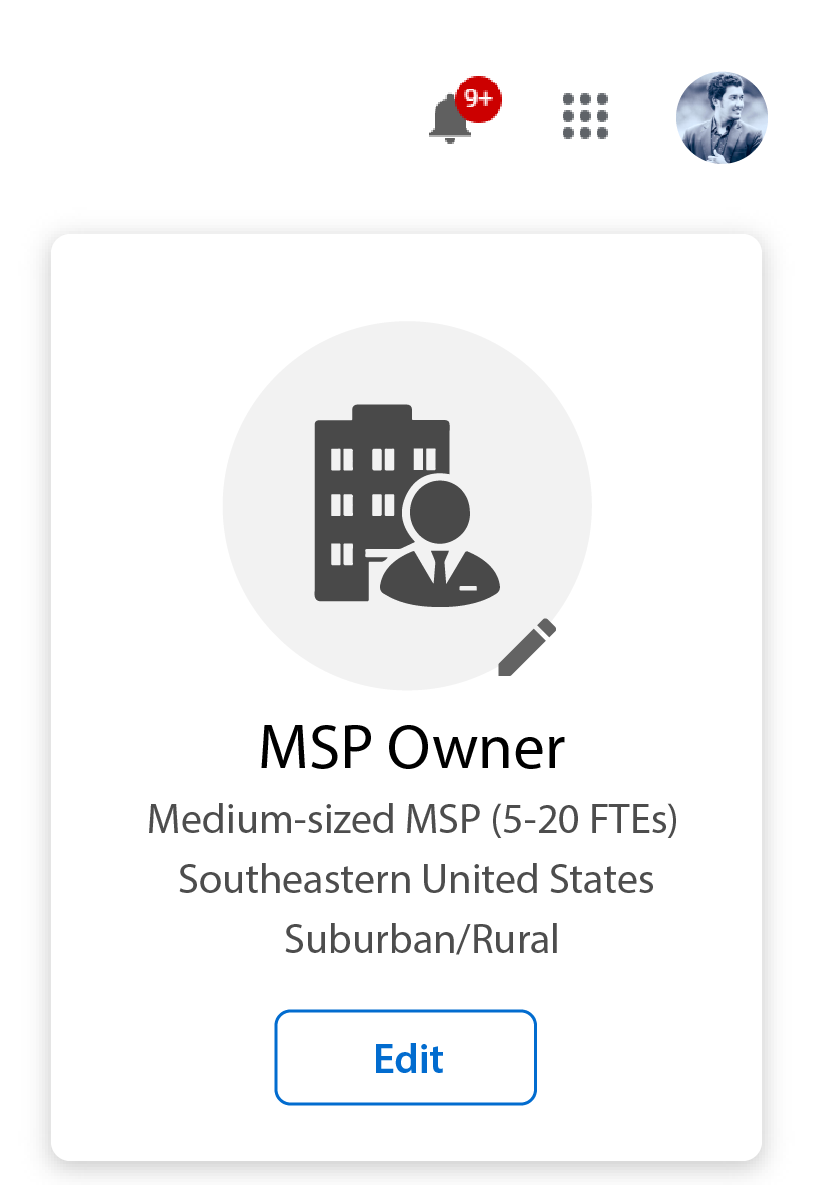 9+
MSP Owner
Medium-sized MSP (5-20 FTEs)
Southeastern United States
Suburban/Rural
Edit